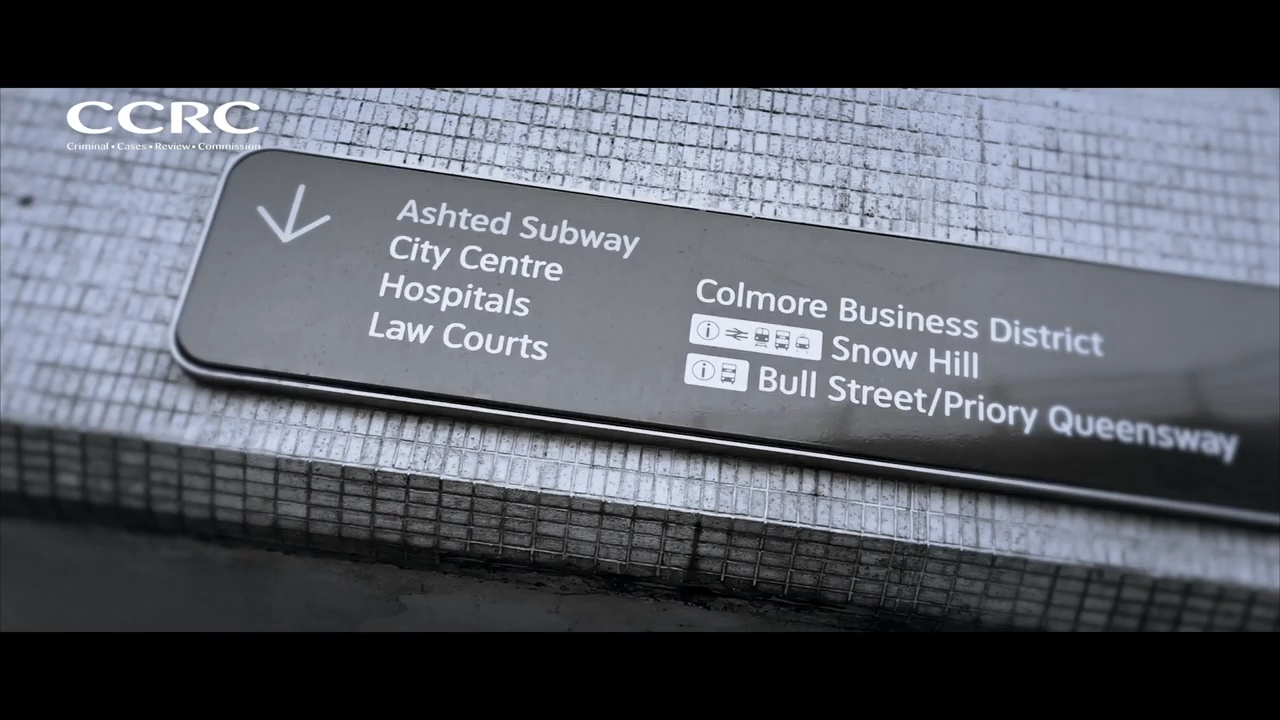 CCRC
Criminal • Cases • Review • Commission
Ashted Subway
City Centre
Hospitals
Law Courts
Colmore Business District
Snow Hill
Bull Street/Priory Queensway